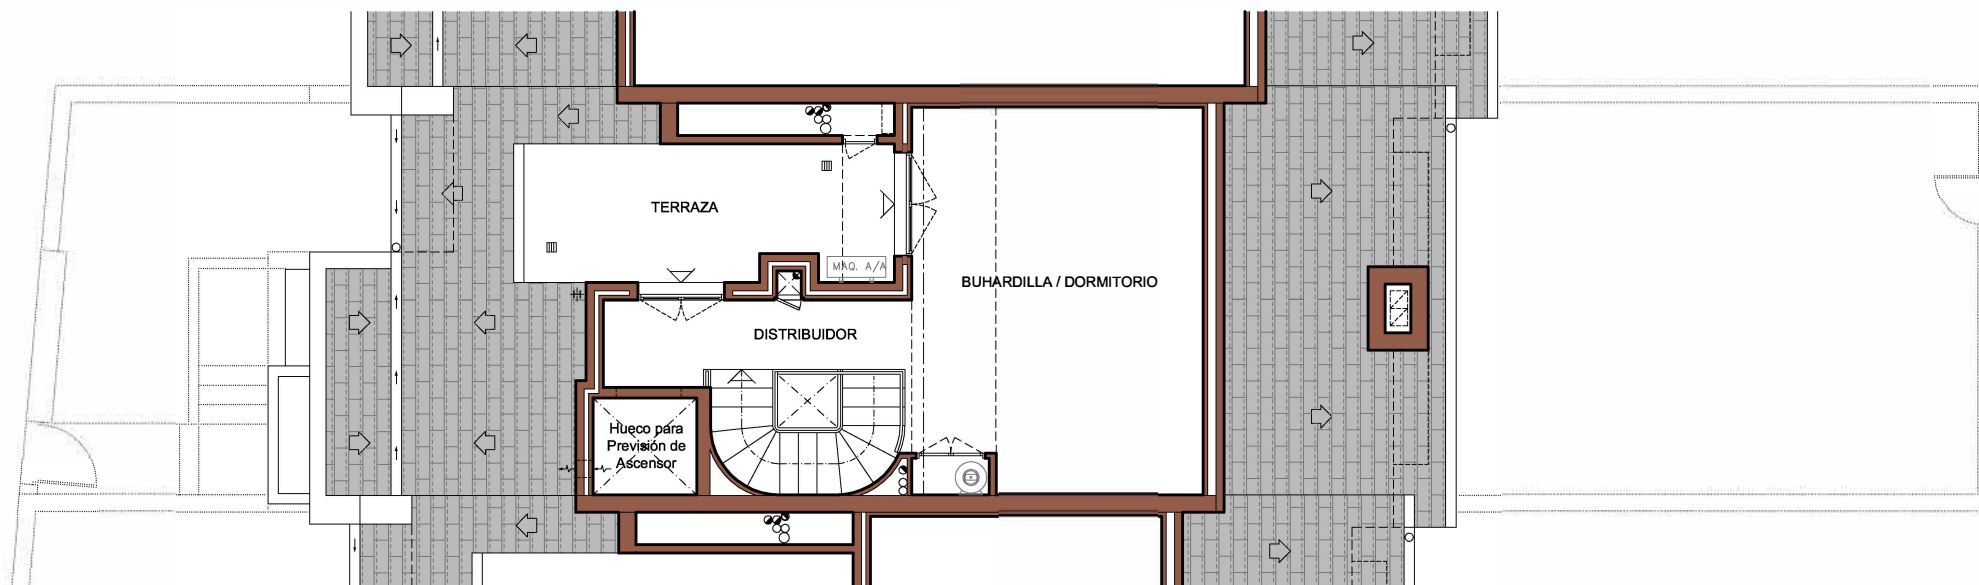 TERRAZA
MAQ. A/A
BUHARDILLA / DORMITORIO
DISTRIBUIDOR
Hueco para
Previsión de
Ascensor